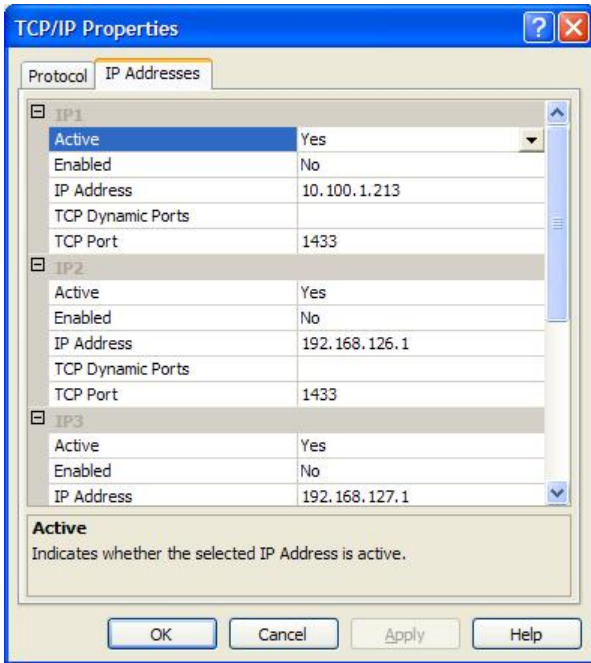 TCP/IP Properties
Protocol
IP Addresses
IP1
Active Yes
Enabled No
IP Address 10.100.1.213
TCP Dynamic Ports
TCP Port 1433
IP2
Active Yes
Enabled No
IP Address 192.168.126.1
TCP Dynamic Ports
TCP Port 1433
IP3
Active Yes
Enabled No
IP Address 192.168.127.1
Active
Indicates whether the selected IP Address is active.
OK Cancel Apply Help